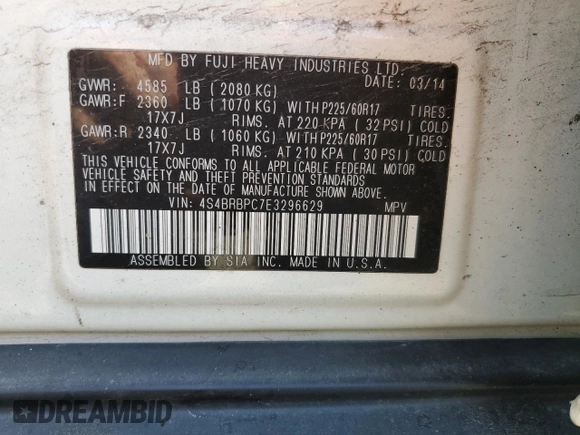 MFD BY FUJI HEAVY INDUSTRIES LTD.
GVWR: 4585 LB (2080 KG) DATE: 03/14
GAWR:F 2360 LB (1070 KG) WITH P225/60R17 TIRES.
17X7J RIMS. AT 220 KPA (32 PSI) COLD
GAWR:R 2340 LB (1060 KG) WITH P225/60R17 TIRES.
17X7J RIMS. AT 210 KPA (30 PSI) COLD
THIS VEHICLE CONFORMS TO ALL APPLICABLE FEDERAL MOTOR
VEHICLE SAFETY AND THEFT PREVENTION STANDARDS
IN EFFECT ON THE DATE OF MANUFACTURE SHOWN ABOVE.
VIN: 4S4BRBPC7E3296629 MPV
ASSEMBLED BY SIA INC. MADE IN U.S.A.
DREAMBID